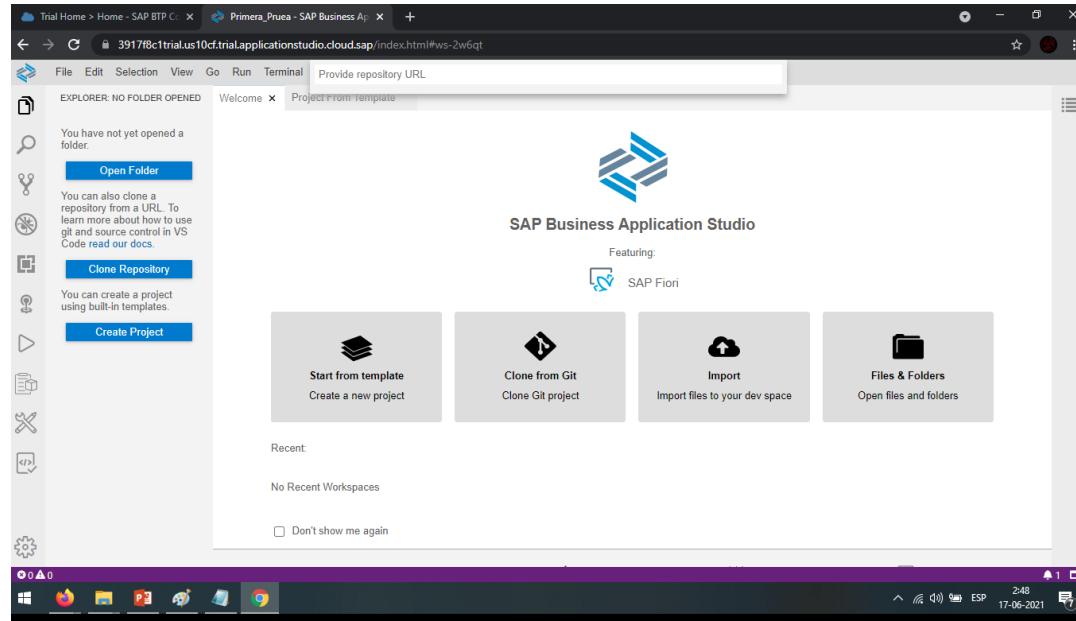 Trial Home > Home - SAP BTP Co
Primera_Pruea - SAP Business Ap
3917f8c1trial.us10cf.trial.applicationstudio.cloud.sap/index.html#ws-2w6qt
File Edit Selection View Go Run Terminal
Provide repository URL
EXPLORER: NO FOLDER OPENED
Welcome
Project From Template
You have not yet opened a
folder.
Open Folder
You can also clone a
repository from a URL. To
learn more about how to use
git and source control in VS
Code read our docs.
Clone Repository
You can create a project
using built-in templates.
Create Project
SAP Business Application Studio
Featuring:
SAP Fiori
Start from template
Create a new project
Clone from Git
Clone Git project
Import
Import files to your dev space
Files & Folders
Open files and folders
Recent:
No Recent Workspaces
Don't show me again
0 0
1
ESP
2:48
17-06-2021
7